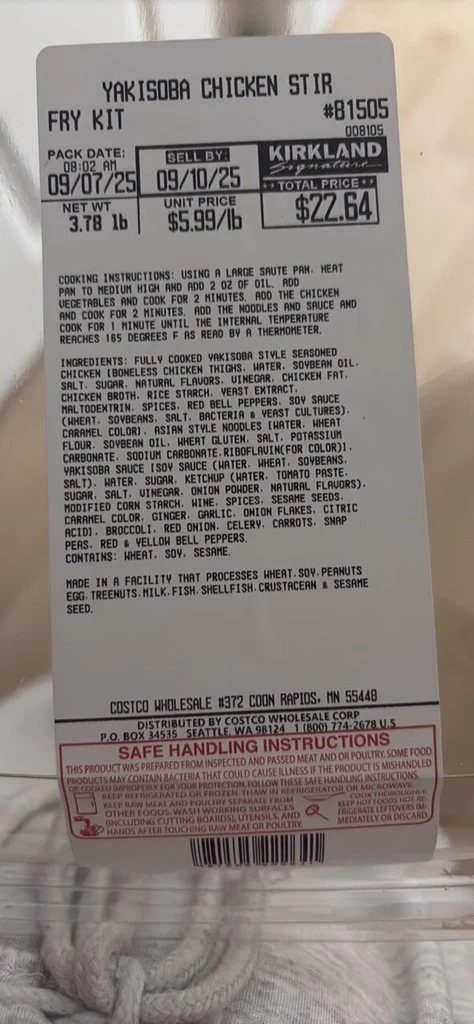 YAKISOBA CHICKEN STIR
FRY KIT #81505
008105
PACK DATE: SELL BY: KIRKLAND
08:02 AM Signature
09/07/25 09/10/25 **TOTAL PRICE**
NET WT UNIT PRICE $22.64
3.78 lb $5.99/lb
COOKING INSTRUCTIONS: USING A LARGE SAUTE PAN, HEAT
PAN TO MEDIUM HIGH AND ADD 2 OZ OF OIL. ADD
VEGETABLES AND COOK FOR 2 MINUTES. ADD THE CHICKEN
AND COOK FOR 2 MINUTES. ADD THE NOODLES AND SAUCE AND
COOK FOR 1 MINUTE UNTIL THE INTERNAL TEMPERATURE
REACHES 165 DEGREES F AS READ BY A THERMOMETER.
INGREDIENTS: FULLY COOKED YAKISOBA STYLE SEASONED
CHICKEN [BONELESS CHICKEN THIGHS, WATER, SOYBEAN OIL,
SALT, SUGAR, NATURAL FLAVORS, VINEGAR, CHICKEN FAT,
CHICKEN BROTH, RICE STARCH, YEAST EXTRACT,
MALTODEXTRIN, SPICES, RED BELL PEPPERS, SOY SAUCE
(WHEAT, SOYBEANS, SALT, BACTERIA & YEAST CULTURES),
CARAMEL COLOR], ASIAN STYLE NOODLES [WATER, WHEAT
FLOUR, SOYBEAN OIL, WHEAT GLUTEN, SALT, POTASSIUM
CARBONATE, SODIUM CARBONATE,RIBOFLAVIN(FOR COLOR)],
YAKISOBA SAUCE [SOY SAUCE (WATER, WHEAT, SOYBEANS,
SALT), WATER, SUGAR, KETCHUP (WATER, TOMATO PASTE,
SUGAR, SALT, VINEGAR, ONION POWDER, NATURAL FLAVORS),
MODIFIED CORN STARCH, WINE, SPICES, SESAME SEEDS,
CARAMEL COLOR, GINGER, GARLIC, ONION FLAKES, CITRIC
ACID], BROCCOLI, RED ONION, CELERY, CARROTS, SNAP
PEAS, RED & YELLOW BELL PEPPERS.
CONTAINS: WHEAT, SOY, SESAME.
MADE IN A FACILITY THAT PROCESSES WHEAT,SOY,PEANUTS
EGG,TREENUTS,MILK,FISH,SHELLFISH,CRUSTACEAN & SESAME
SEED.
COSTCO WHOLESALE #372 COON RAPIDS, MN 55448
DISTRIBUTED BY COSTCO WHOLESALE CORP
P.O. BOX 34535 SEATTLE, WA 98124 1 (800) 774-2678 U.S
SAFE HANDLING INSTRUCTIONS
THIS PRODUCT WAS PREPARED FROM INSPECTED AND PASSED MEAT AND OR POULTRY. SOME FOOD
PRODUCTS MAY CONTAIN BACTERIA THAT COULD CAUSE ILLNESS IF THE PRODUCT IS MISHANDLED
OR COOKED IMPROPERLY. FOR YOUR PROTECTION, FOLLOW THESE SAFE HANDLING INSTRUCTIONS.
KEEP REFRIGERATED OR FROZEN. THAW IN REFRIGERATOR OR MICROWAVE.
KEEP RAW MEAT AND POULTRY SEPARATE FROM
OTHER FOODS. WASH WORKING SURFACES
(INCLUDING CUTTING BOARDS), UTENSILS, AND
HANDS AFTER TOUCHING RAW MEAT OR POULTRY.
COOK THOROUGHLY.
KEEP HOT FOODS HOT. RE-
FRIGERATE LEFTOVERS IM-
MEDIATELY OR DISCARD.